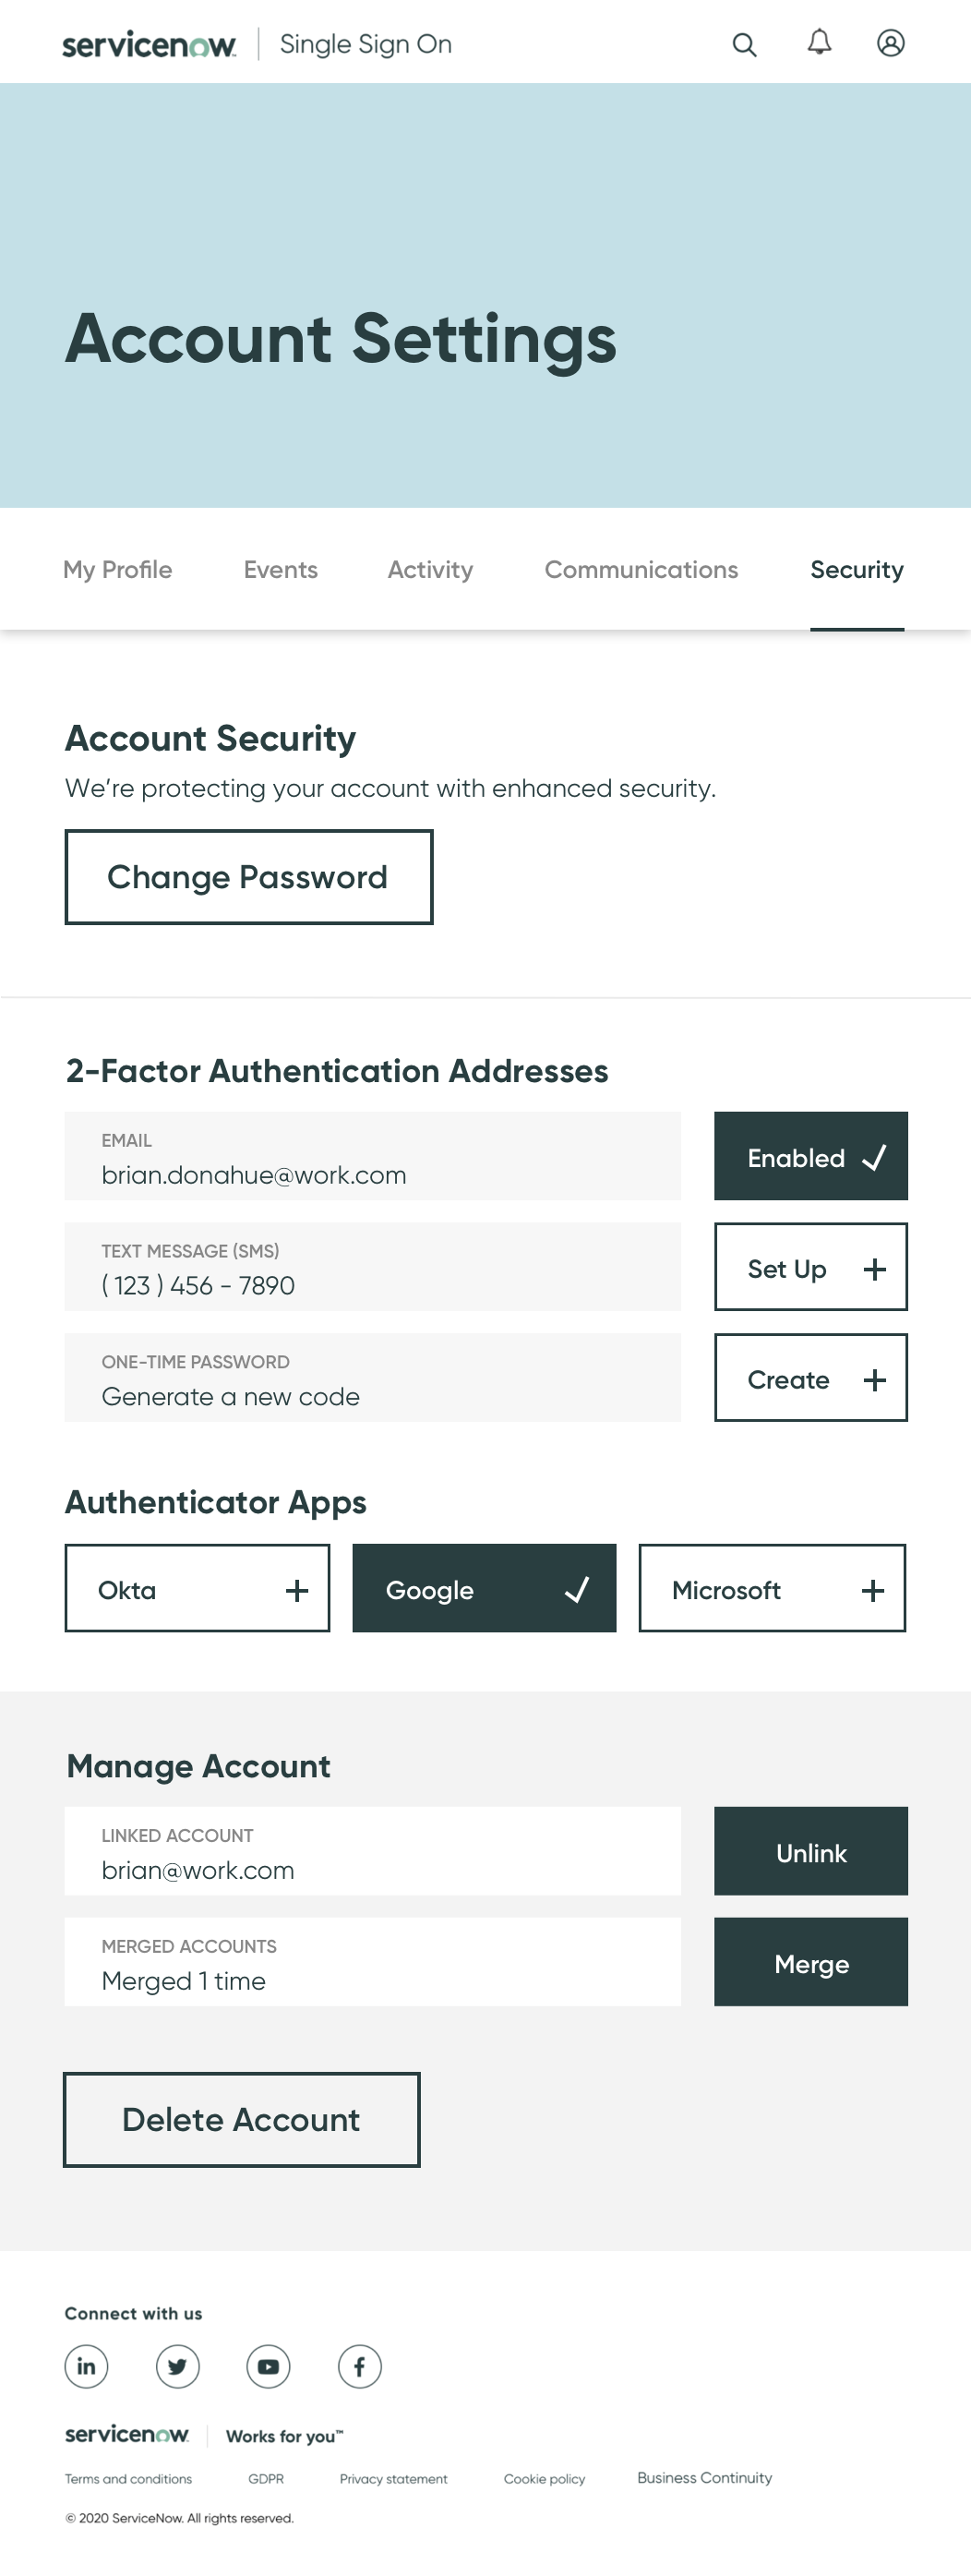 servicenow Single Sign On
Account Settings
My Profile Events Activity Communications Security
Account Security
We’re protecting your account with enhanced security.
Change Password
2-Factor Authentication Addresses
EMAIL
brian.donahue@work.com
Enabled
TEXT MESSAGE (SMS)
( 123 ) 456 - 7890
Set Up +
ONE-TIME PASSWORD
Generate a new code
Create +
Authenticator Apps
Okta + Google Microsoft +
Manage Account
LINKED ACCOUNT
brian@work.com
Unlink
MERGED ACCOUNTS
Merged 1 time
Merge
Delete Account
Connect with us
in f
servicenow Works for you™
Terms and conditions GDPR Privacy statement Cookie policy Business Continuity
© 2020 ServiceNow. All rights reserved.